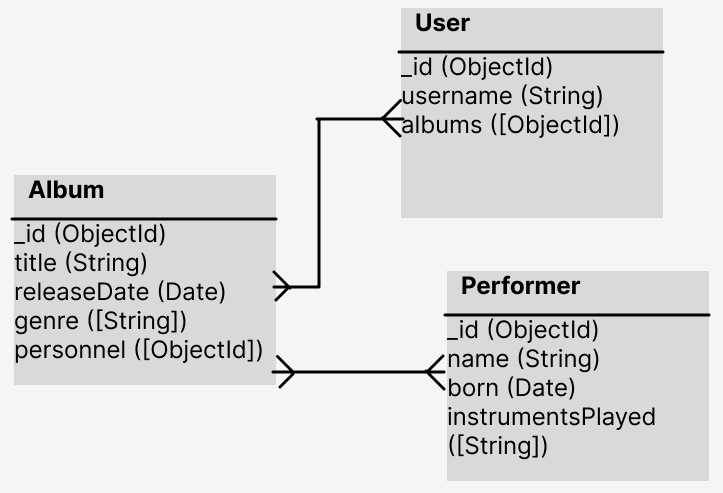 User
_id (ObjectId)
username (String)
albums ([ObjectId])
Album
_id (ObjectId)
title (String)
releaseDate (Date)
genre ([String])
personnel ([ObjectId])
Performer
_id (ObjectId)
name (String)
born (Date)
instrumentsPlayed
([String])